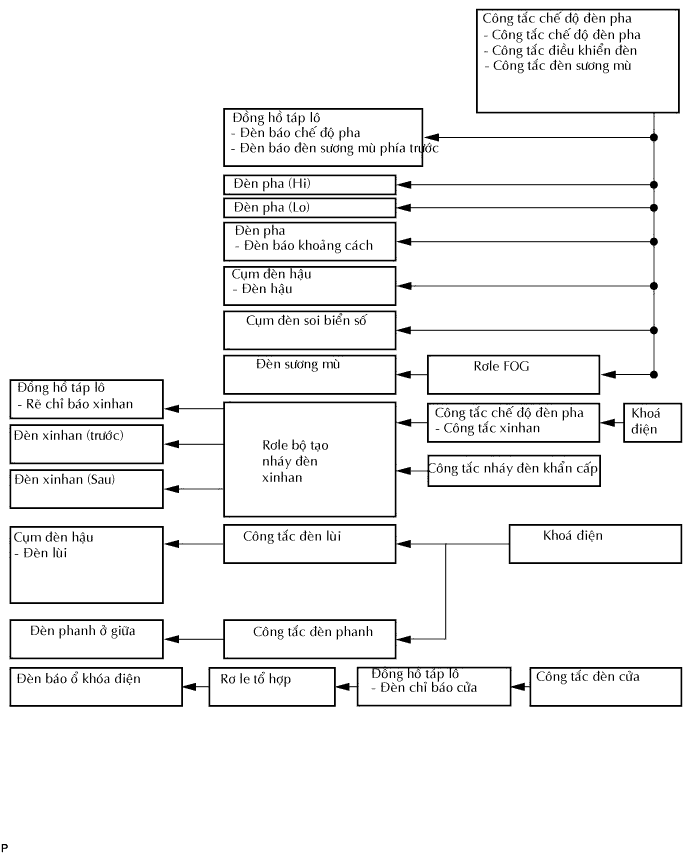 Công tắc chế độ đèn pha
- Công tắc chế độ đèn pha
- Công tắc điều khiển đèn
- Công tắc đèn sương mù
Đồng hồ táp lô
- Đèn báo chế độ pha
- Đèn báo đèn sương mù phía trước
Đèn pha (Hi)
Đèn pha (Lo)
Đèn pha
- Đèn báo khoảng cách
Cụm đèn hậu
- Đèn hậu
Cụm đèn soi biển số
Đèn sương mù
Rơle FOG
Đồng hồ táp lô
- Rẽ chỉ báo xinhan
Công tắc chế độ đèn pha
- Công tắc xinhan
Khoá
điện
Đèn xinhan (trước)
Rơle bộ tạo
nháy đèn
xinhan
Công tắc nháy đèn khẩn cấp
Đèn xinhan (Sau)
Cụm đèn hậu
- Đèn lùi
Công tắc đèn lùi
Khoá điện
Đèn phanh ở giữa
Công tắc đèn phanh
Đèn báo ổ khóa điện
Rơ le tổ hợp
Đồng hồ táp lô
- Đèn chỉ báo cửa
Công tắc đèn cửa
P